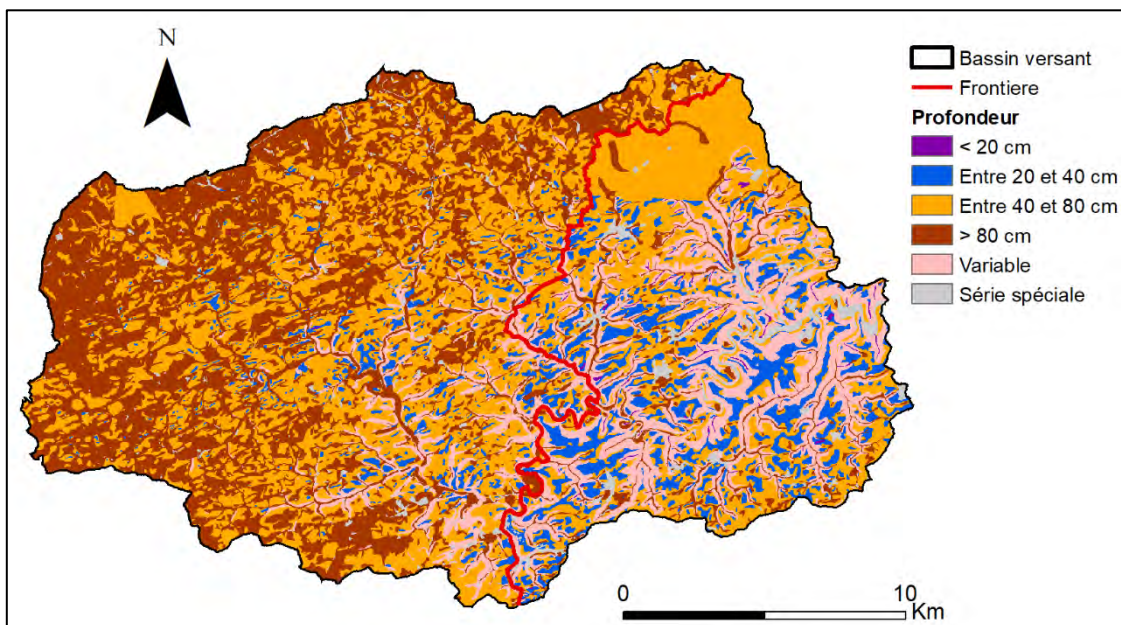 N
Bassin versant
Frontiere
Profondeur
< 20 cm
Entre 20 et 40 cm
Entre 40 et 80 cm
> 80 cm
Variable
Série spéciale
0 10
Km